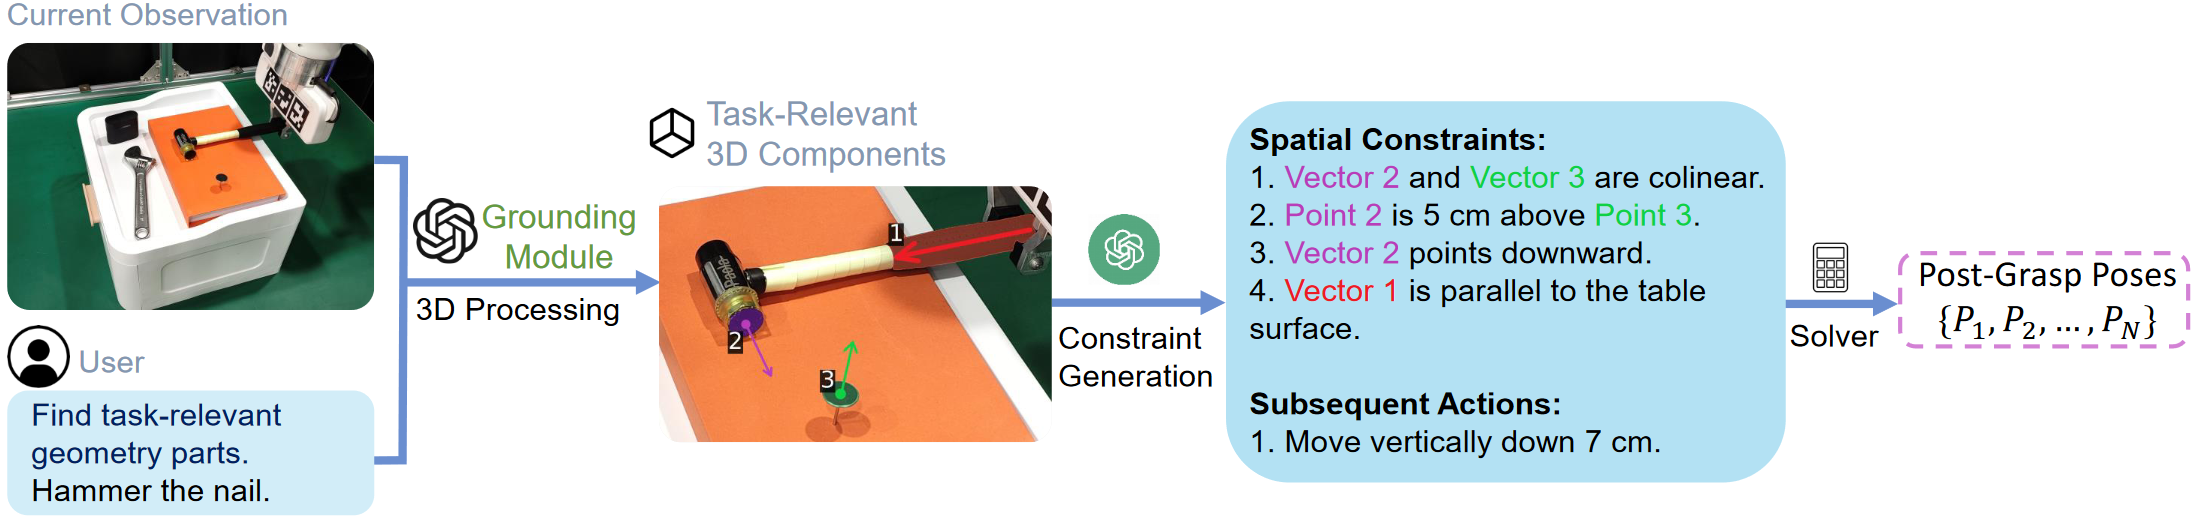 Current Observation
User
Find task-relevant
geometry parts.
Hammer the nail.
Grounding
Module
3D Processing
Task-Relevant
3D Components
1
2
3
Constraint
Generation
Spatial Constraints:
1. Vector 2 and Vector 3 are colinear.
2. Point 2 is 5 cm above Point 3.
3. Vector 2 points downward.
4. Vector 1 is parallel to the table
surface.
Subsequent Actions:
1. Move vertically down 7 cm.
Solver
Post-Grasp Poses
{P₁, P₂, … , P_N}